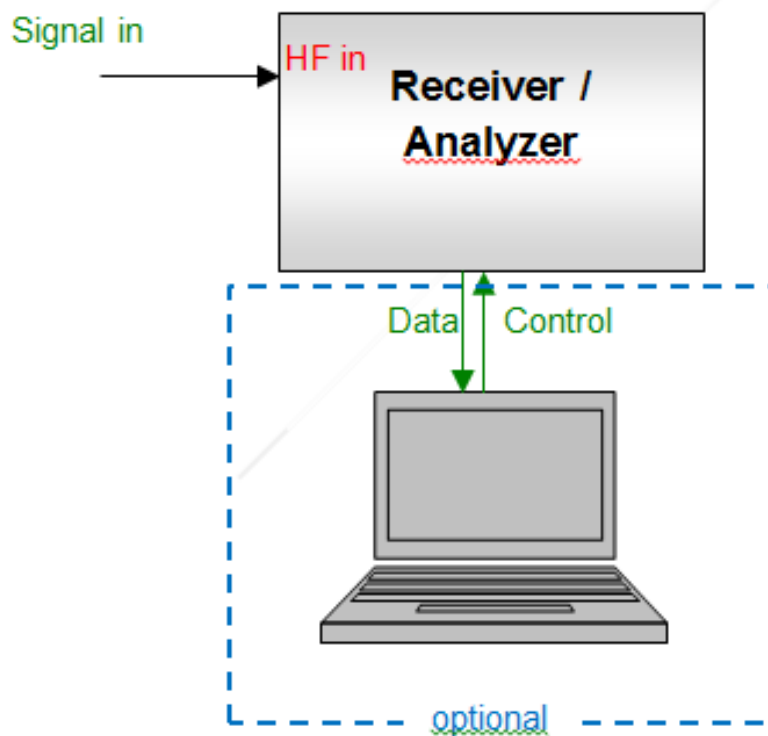 Signal in
HF in
Receiver /
Analyzer
Data
Control
optional